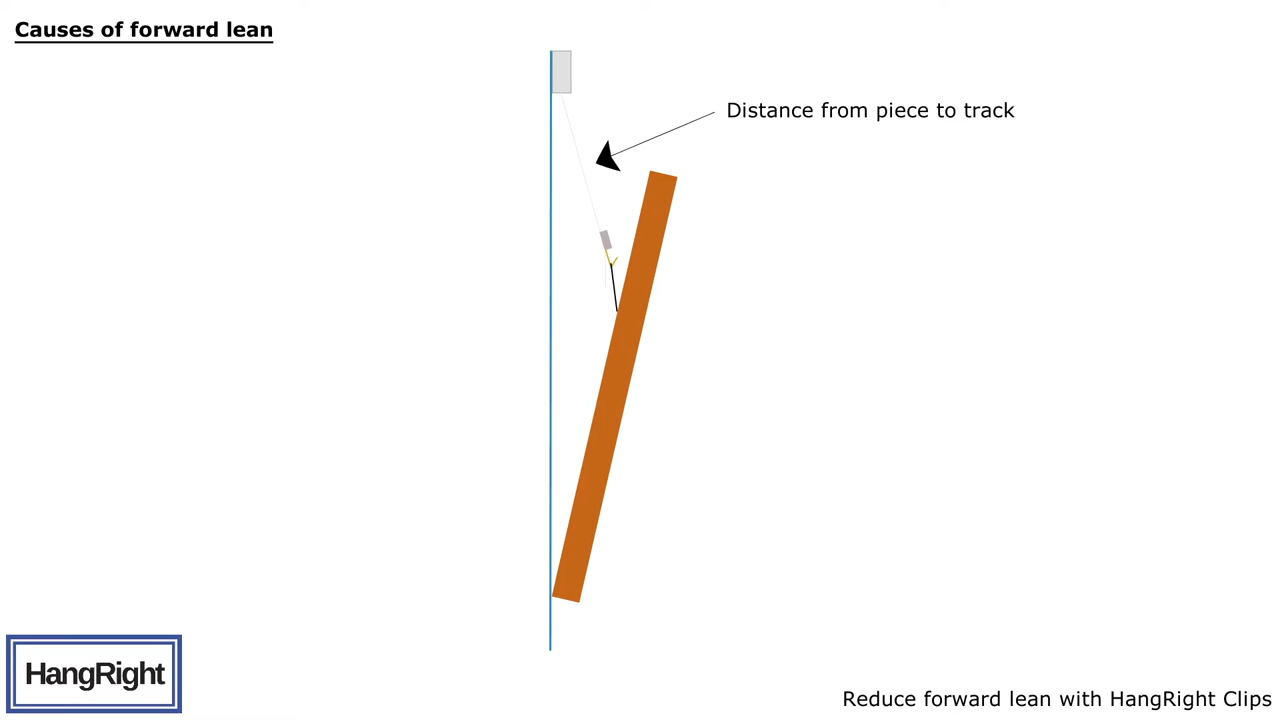 Causes of forward lean
Distance from piece to track
HangRight
Reduce forward lean with HangRight Clips